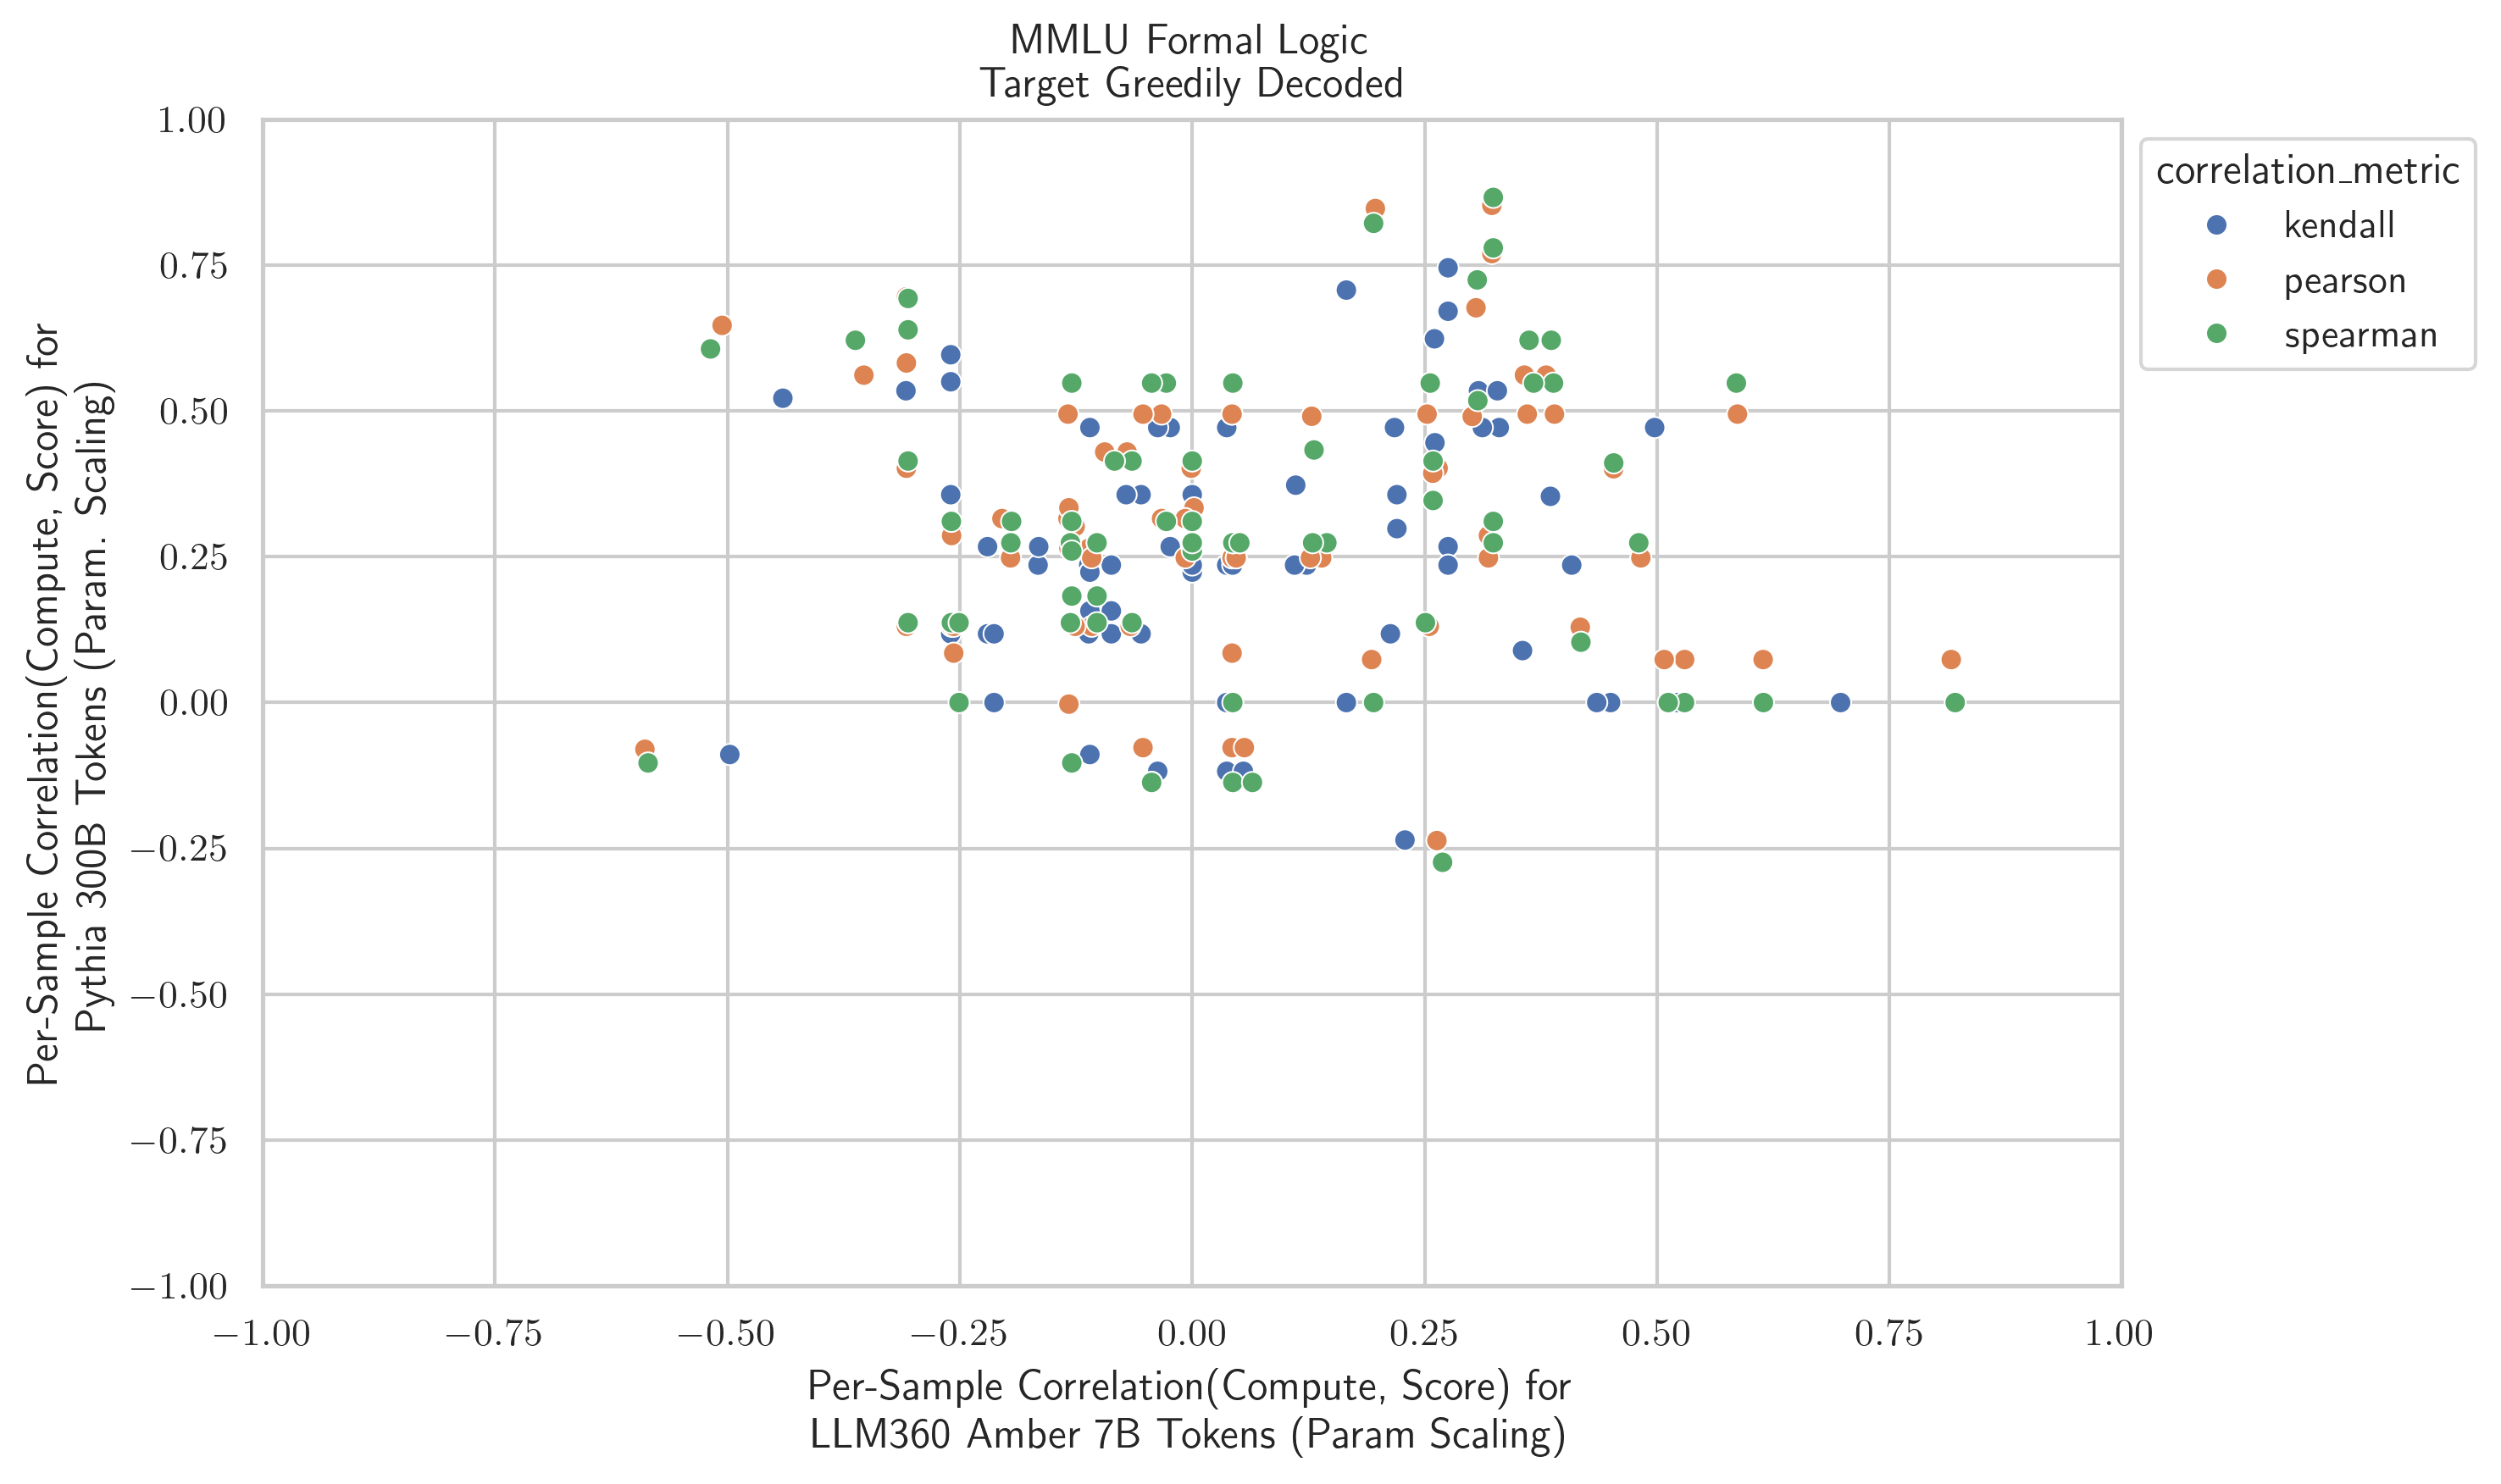 MMLU Formal Logic
Target Greedily Decoded
Per-Sample Correlation(Compute, Score) for
Pythia 300B Tokens (Param. Scaling)
1.00
0.75
0.50
0.25
0.00
−0.25
−0.50
−0.75
−1.00
−1.00
−0.75
−0.50
−0.25
0.00
0.25
0.50
0.75
1.00
Per-Sample Correlation(Compute, Score) for
LLM360 Amber 7B Tokens (Param Scaling)
correlation_metric
kendall
pearson
spearman